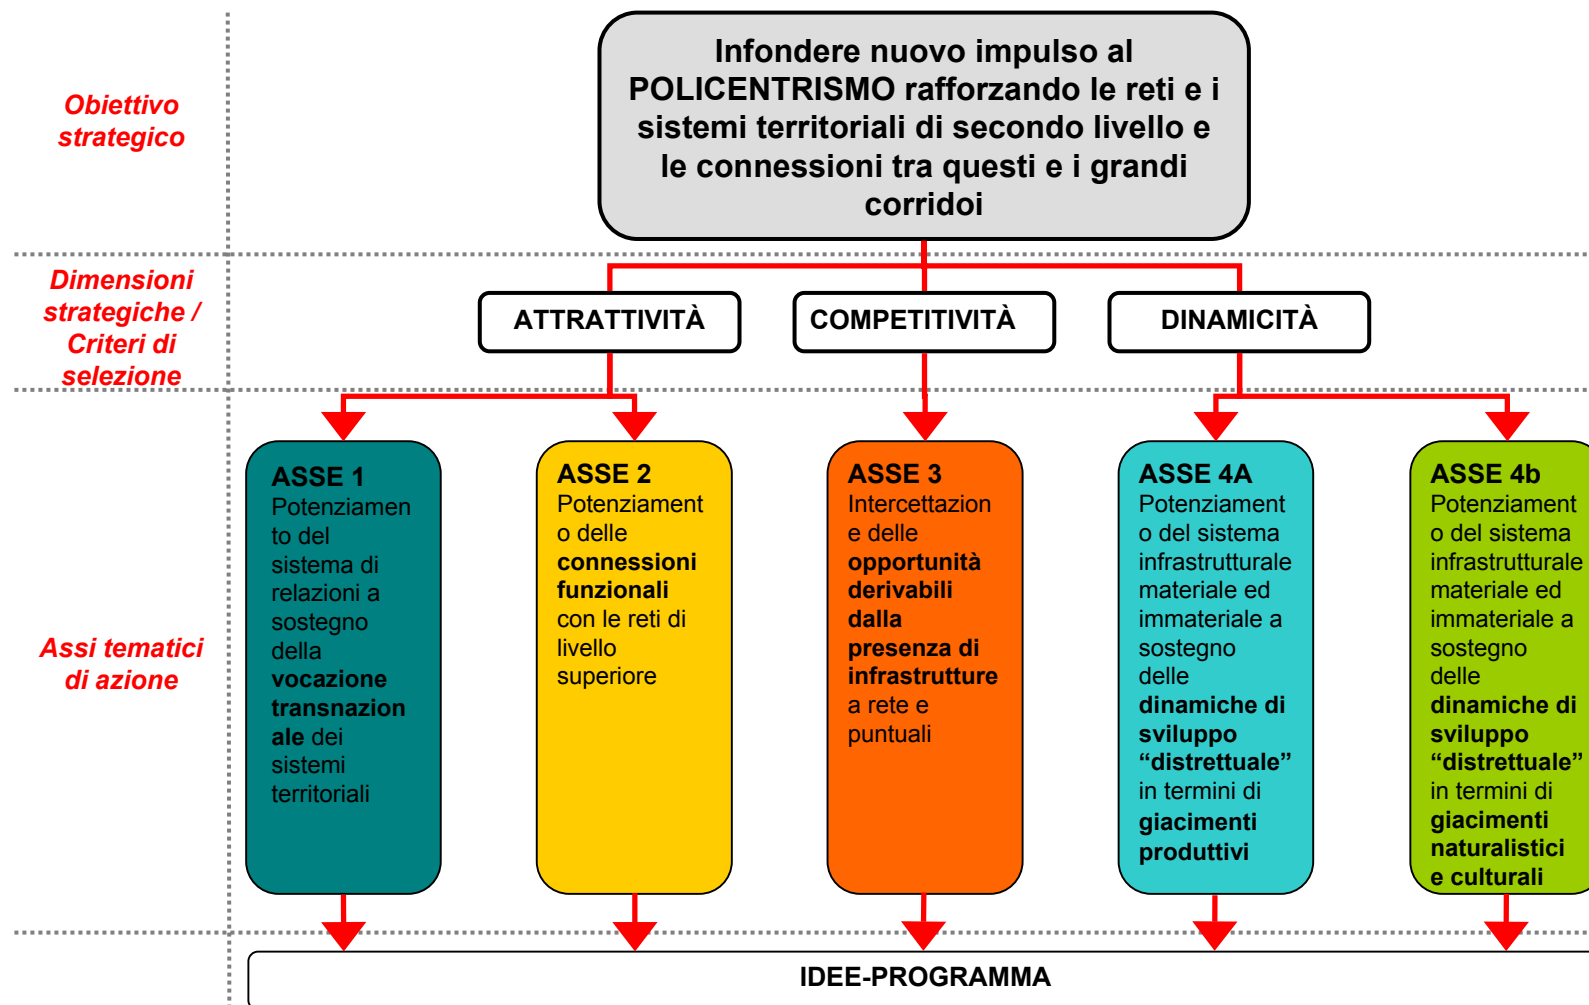 Infondere nuovo impulso al
POLICENTRISMO rafforzando le reti e i
sistemi territoriali di secondo livello e
le connessioni tra questi e i grandi
corridoi
Obiettivo
strategico
Dimensioni
strategiche /
Criteri di
selezione
ATTRATTIVITÀ
COMPETITIVITÀ
DINAMICITÀ
Assi tematici
di azione
ASSE 1
Potenziamen
to del
sistema di
relazioni a
sostegno
della
vocazione
transnazion
ale dei
sistemi
territoriali
ASSE 2
Potenziament
o delle
connessioni
funzionali
con le reti di
livello
superiore
ASSE 3
Intercettazion
e delle
opportunità
derivabili
dalla
presenza di
infrastrutture
a rete e
puntuali
ASSE 4A
Potenziament
o del sistema
infrastrutturale
materiale ed
immateriale a
sostegno
delle
dinamiche di
sviluppo
“distrettuale”
in termini di
giacimenti
produttivi
ASSE 4b
Potenziament
o del sistema
infrastrutturale
materiale ed
immateriale a
sostegno
delle
dinamiche di
sviluppo
“distrettuale”
in termini di
giacimenti
naturalistici
e culturali
IDEE-PROGRAMMA